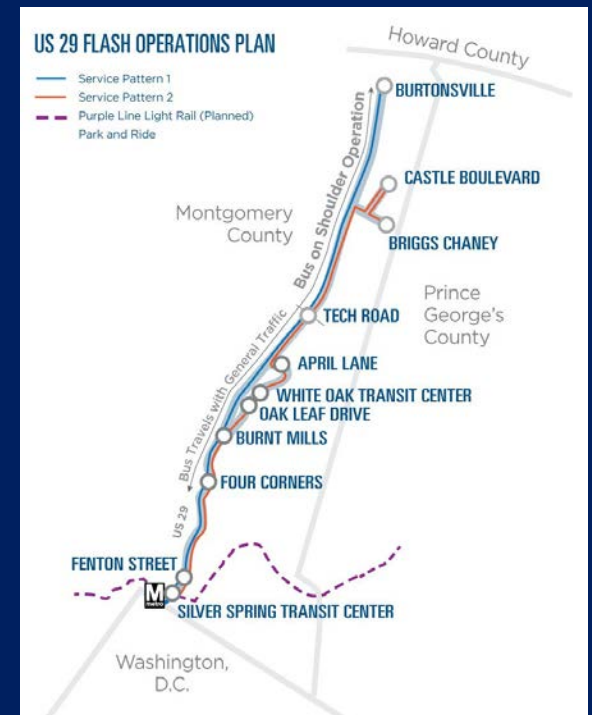 US 29 FLASH OPERATIONS PLAN
Service Pattern 1
Service Pattern 2
Purple Line Light Rail (Planned)
Park and Ride
Howard County
BURTONSVILLE
Bus on Shoulder Operation
CASTLE BOULEVARD
Montgomery
County
BRIGGS CHANEY
Prince
George's
County
TECH ROAD
Bus Travels with General Traffic
APRIL LANE
WHITE OAK TRANSIT CENTER
OAK LEAF DRIVE
BURNT MILLS
FOUR CORNERS
US 29
FENTON STREET
M
metro
SILVER SPRING TRANSIT CENTER
Washington,
D.C.